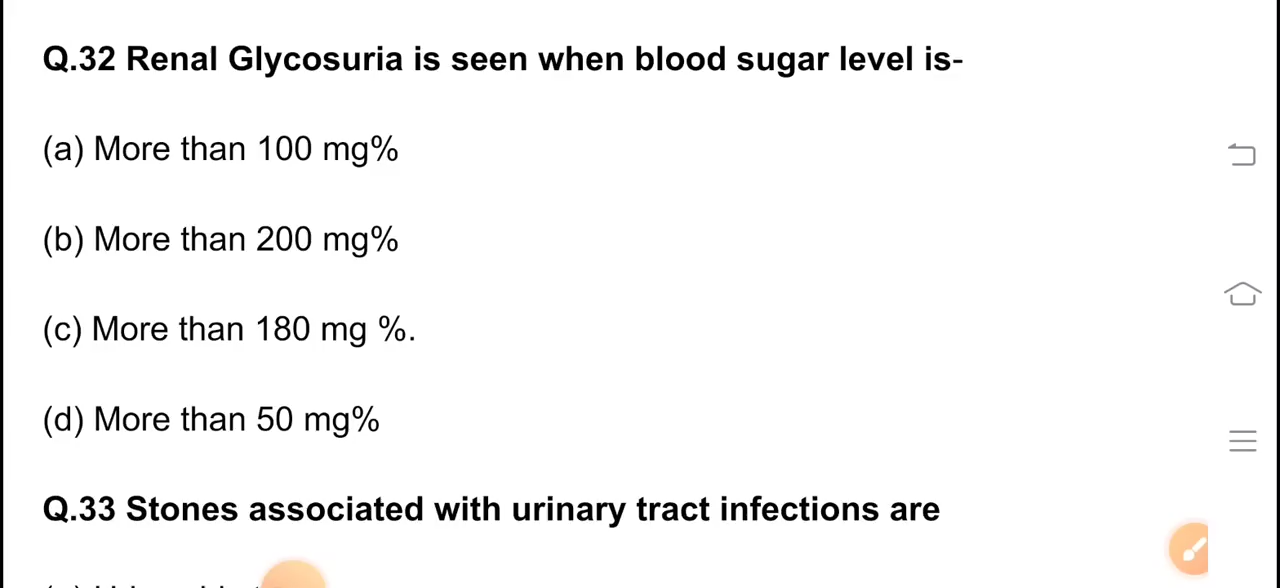 Q.32 Renal Glycosuria is seen when blood sugar level is-
(a) More than 100 mg%
(b) More than 200 mg%
(c) More than 180 mg %.
(d) More than 50 mg%
Q.33 Stones associated with urinary tract infections are